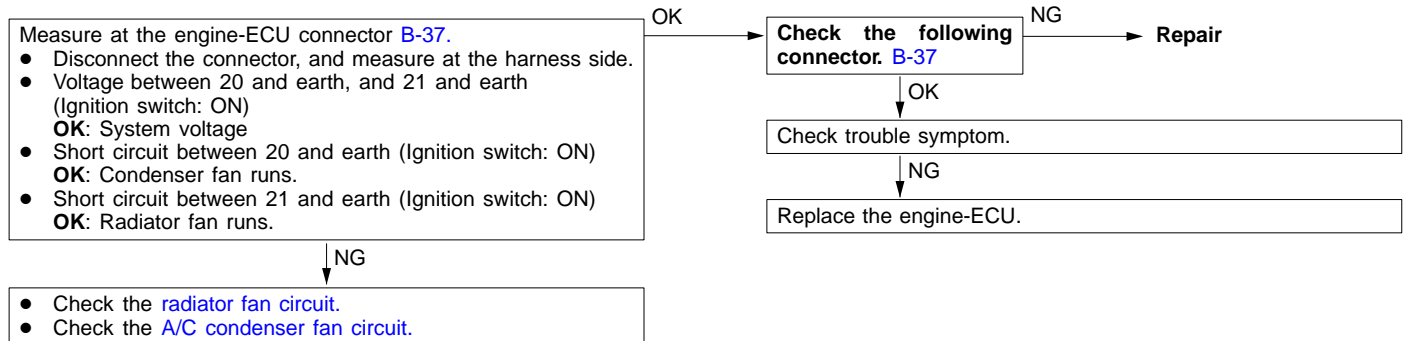 Measure at the engine-ECU connector B-37.
● Disconnect the connector, and measure at the harness side.
● Voltage between 20 and earth, and 21 and earth
(Ignition switch: ON)
OK: System voltage
● Short circuit between 20 and earth (Ignition switch: ON)
OK: Condenser fan runs.
● Short circuit between 21 and earth (Ignition switch: ON)
OK: Radiator fan runs.
OK
Check the following
connector. B-37
NG
Repair
OK
Check trouble symptom.
NG
Replace the engine-ECU.
NG
● Check the radiator fan circuit.
● Check the A/C condenser fan circuit.